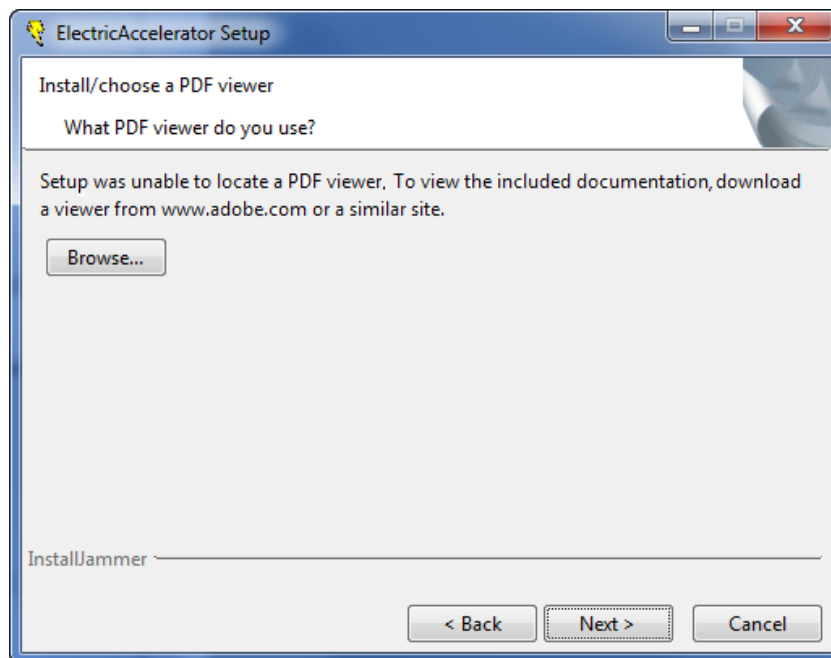 ElectricAccelerator Setup
Install/choose a PDF viewer
What PDF viewer do you use?
Setup was unable to locate a PDF viewer. To view the included documentation, download
a viewer from www.adobe.com or a similar site.
Browse...
InstallJammer
< Back Next > Cancel